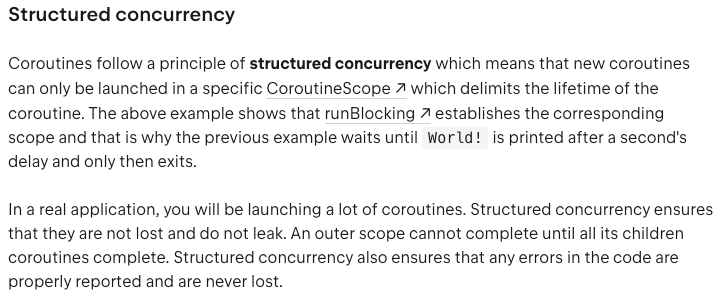 Structured concurrency
Coroutines follow a principle of structured concurrency which means that new coroutines
can only be launched in a specific CoroutineScope ↗ which delimits the lifetime of the
coroutine. The above example shows that runBlocking ↗ establishes the corresponding
scope and that is why the previous example waits until World! is printed after a second's
delay and only then exits.
In a real application, you will be launching a lot of coroutines. Structured concurrency ensures
that they are not lost and do not leak. An outer scope cannot complete until all its children
coroutines complete. Structured concurrency also ensures that any errors in the code are
properly reported and are never lost.